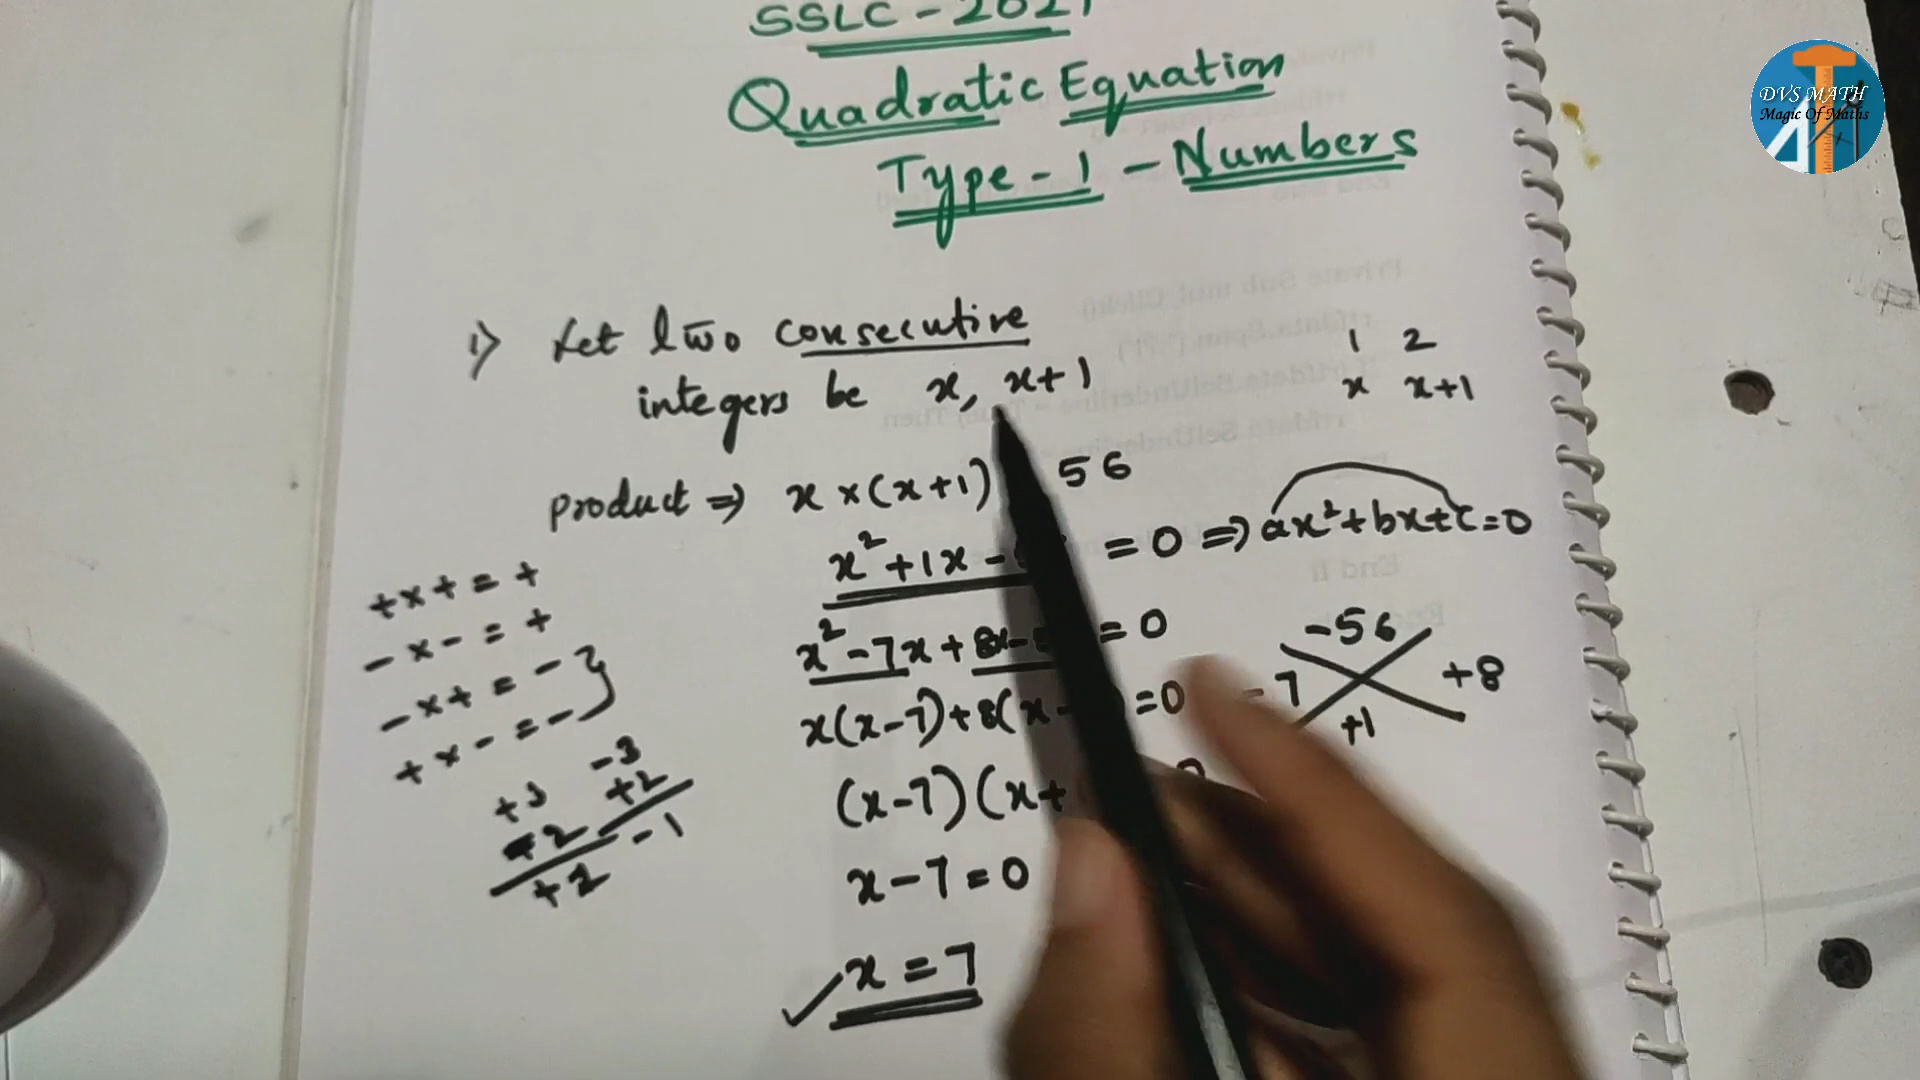 SSLC - 2021
Quadratic Equation
Type - 1 - Numbers
DVS MATH
Magic Of Maths
1) Let two consecutive
integers be x, x+1
1 2
x x+1
product ⇒ x × (x+1) 56
x² + 1x - = 0 ⇒ ax² + bx + c = 0
x² - 7x + 8x - = 0
x(x-7) + 8(x - = 0
(x-7) (x+ 0
x - 7 = 0
x = 7
-56
-7 +8
+1
+ x + = +
- x - = +
- x + = -
+ x - = -
+3 -3
+2 +2
+2 -1